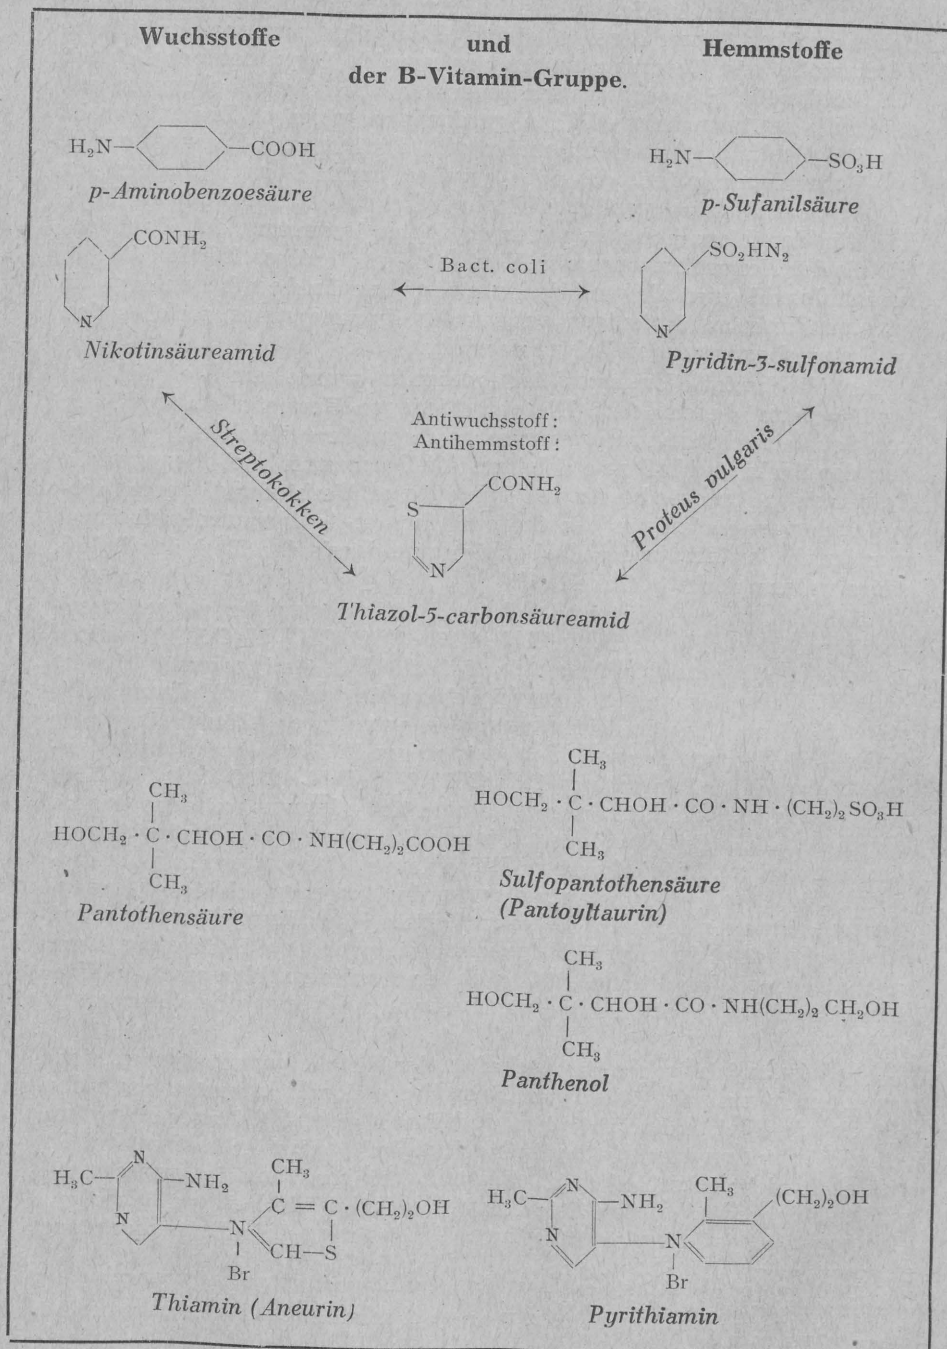 Wuchsstoffe und Hemmstoffe
der B-Vitamin-Gruppe.
H₂N— —COOH
p-Aminobenzoesäure
H₂N— —SO₃H
p-Sufanilsäure
CONH₂
N
Nikotinsäureamid
Bact. coli
SO₂HN₂
N
Pyridin-3-sulfonamid
Streptokokken
Antiwuchsstoff:
Antihemmstoff:
CONH₂
S
N
Thiazol-5-carbonsäureamid
Proteus vulgaris
CH₃
HOCH₂ · C · CHOH · CO · NH(CH₂)₂COOH
CH₃
Pantothensäure
CH₃
HOCH₂ · C · CHOH · CO · NH · (CH₂)₂SO₃H
CH₃
Sulfopantothensäure
(Pantoyltaurin)
CH₃
HOCH₂ · C · CHOH · CO · NH(CH₂)₂ CH₂OH
CH₃
Panthenol
N CH₃
H₃C— —NH₂ C = C · (CH₂)₂OH
N N CH—S
Br
Thiamin (Aneurin)
N CH₃ (CH₂)₂OH
H₃C— —NH₂
N N
Br
Pyrithiamin